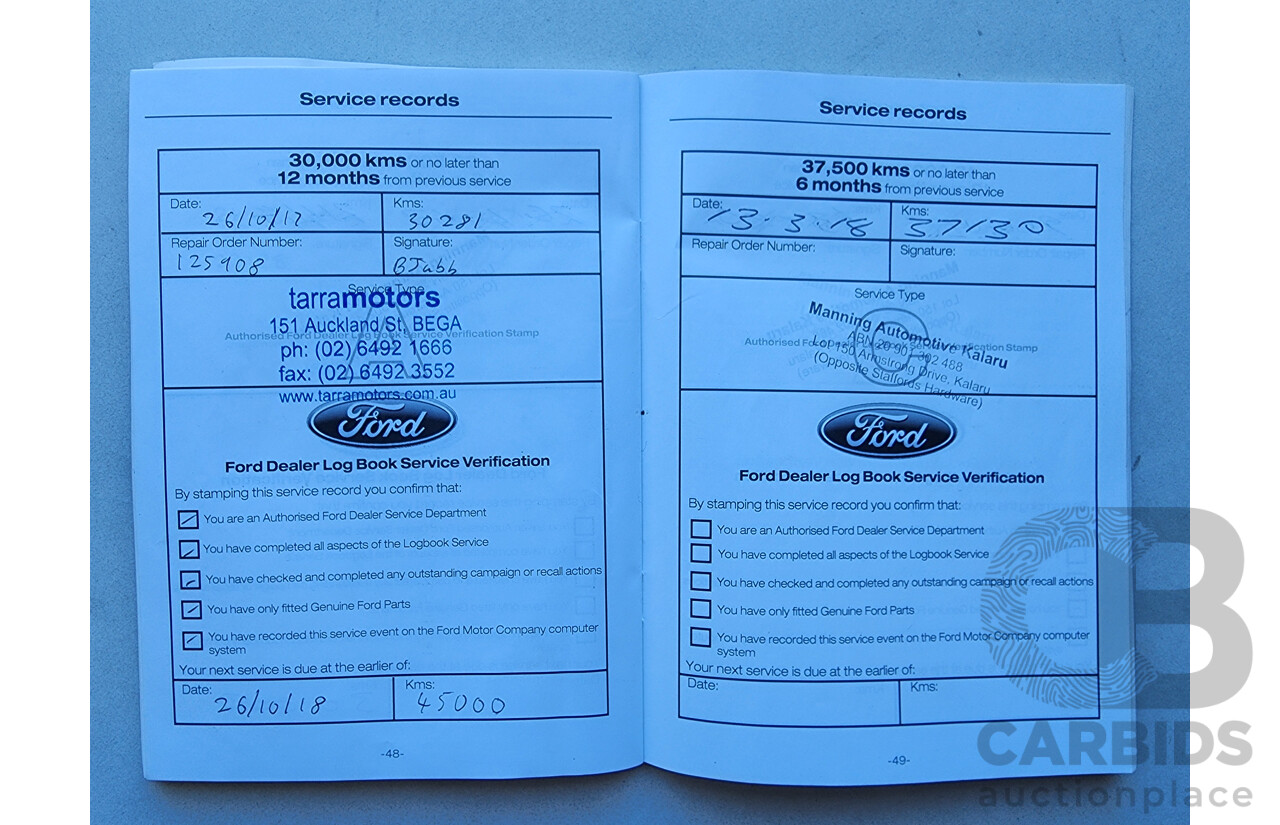 Service records
30,000 kms or no later than
12 months from previous service
Date: 26/10/17
Kms: 30281
Repair Order Number: 125908
Signature: BJubb
Service Type
tarramotors
151 Auckland St, BEGA
Authorised Ford Dealer Log Book Service Verification Stamp
ph: (02) 6492 1666
fax: (02) 6492 3552
www.tarramotors.com.au
Ford
Ford Dealer Log Book Service Verification
By stamping this service record you confirm that:
You are an Authorised Ford Dealer Service Department
You have completed all aspects of the Logbook Service
You have checked and completed any outstanding campaign or recall actions
You have only fitted Genuine Ford Parts
You have recorded this service event on the Ford Motor Company computer
system
Your next service is due at the earlier of:
Date: 26/10/18
Kms: 45000
-48-
Service records
37,500 kms or no later than
6 months from previous service
Date: 13.3.18
Kms: 37130
Repair Order Number:
Signature:
Service Type
Manning Automotive Kalaru
ABN 20 901 302 468
Authorised Fo
cation Stamp
Lot 150 Armstrong Drive, Kalaru
(Opposite Staffords Hardware)
Ford
Ford Dealer Log Book Service Verification
By stamping this service record you confirm that:
You are an Authorised Ford Dealer Service Department
You have completed all aspects of the Logbook Service
You have checked and completed any outstanding campaign or recall actions
You have only fitted Genuine Ford Parts
You have recorded this service event on the Ford Motor Company computer
system
Your next service is due at the earlier of:
Date:
Kms:
-49-
CB
CARBIDS
auctionplace